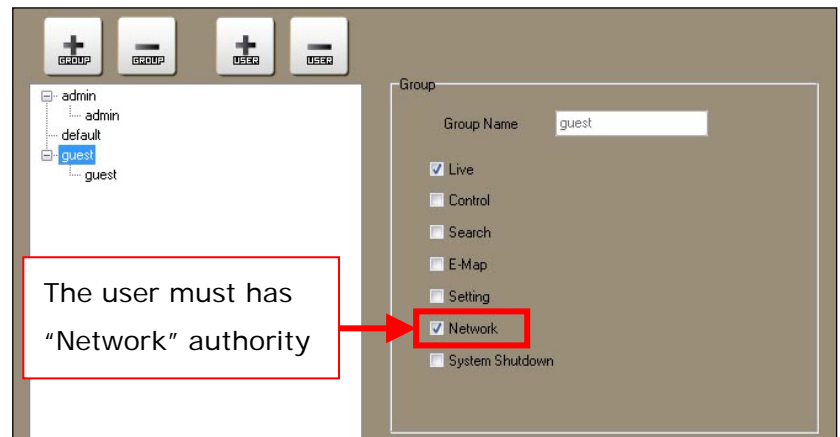 GROUP GROUP USER USER
admin
admin
default
guest
guest
Group
Group Name guest
Live
Control
Search
E-Map
Setting
Network
System Shutdown
The user must has
“Network” authority